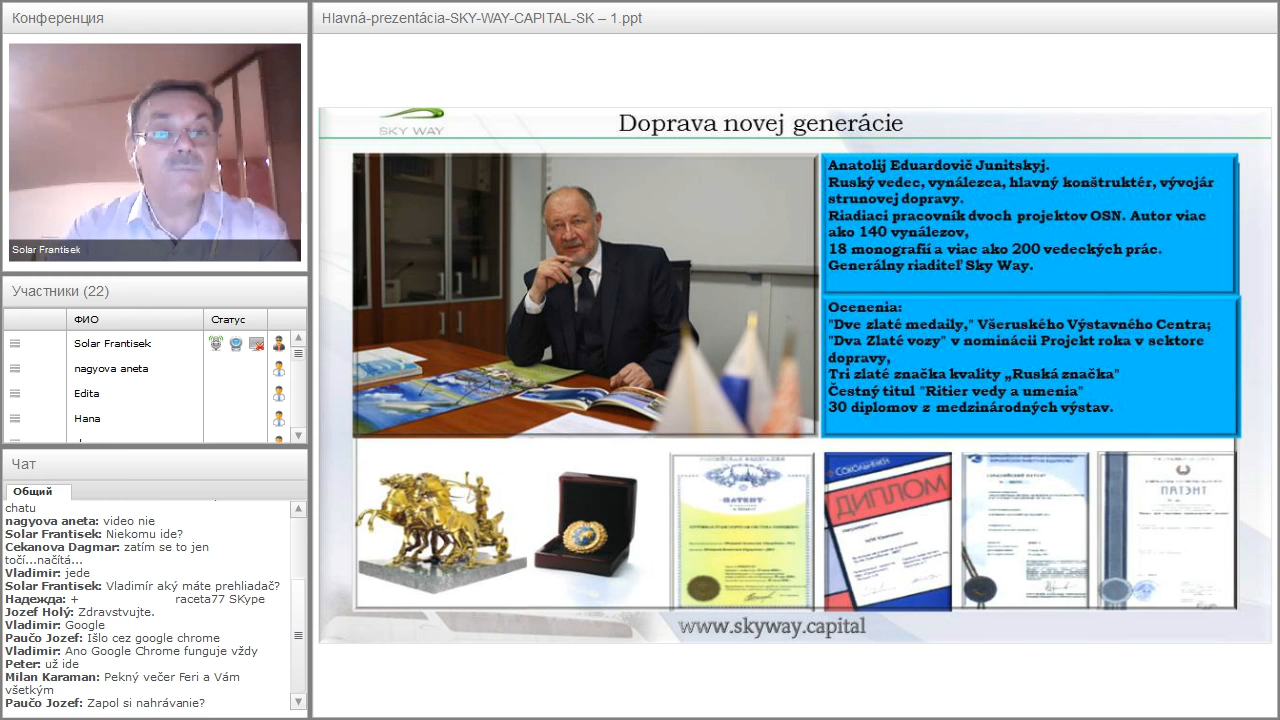 Конференция
Solar Frantisek
Участники (22)
ФИО
Статус
Solar Frantisek
nagyova aneta
Edita
Hana
Чат
Общий
chatu
nagyova aneta: video nie
Solar Frantisek: Niekomu ide?
Cásanova Dagmar: zatím se to jen
točí...načítá...
Vladimir: jede
Solar Frantisek: Vladimir aký máte prehliadač?
Надежда: raceta77 SKype
Jozef Holý: Zdravstvujte.
Vladimir: Google
Paučo Jozef: Išlo caz google chrome
Vladimir: Ano Google Chrome funguje vždy
Peter: už ide
Milan Karaman: Pekný večer Feri a Vám
všetkým
Paučo Jozef: Zapol si nahrávanie?
Hlavná-prezentácia-SKY-WAY-CAPITAL-SK – 1.ppt
SKY WAY
Doprava novej generácie
Anatolij Eduardovič Junitskyj.
Ruský vedec, vynálezca, hlavný konštruktér, vývojár
strunovej dopravy.
Riadiaci pracovník dvoch projektov OSN. Autor viac
ako 140 vynálezov,
18 monografií a viac ako 200 vedeckých prác.
Generálny riaditeľ Sky Way.
Ocenenia:
"Dve zlaté medaily," Všeruského Výstavného Centra;
"Dva Zlaté vozy" v nominácii Projekt roka v sektore
dopravy,
Tri zlaté značka kvality „Ruská značka"
Čestný titul "Ritier vedy a umenia"
30 diplomov z medzinárodných výstav.
ПАТЕНТ
СОКОЛЬНИКИ
ДИПЛОМ
ПАТЭНТ
www.skyway.capital